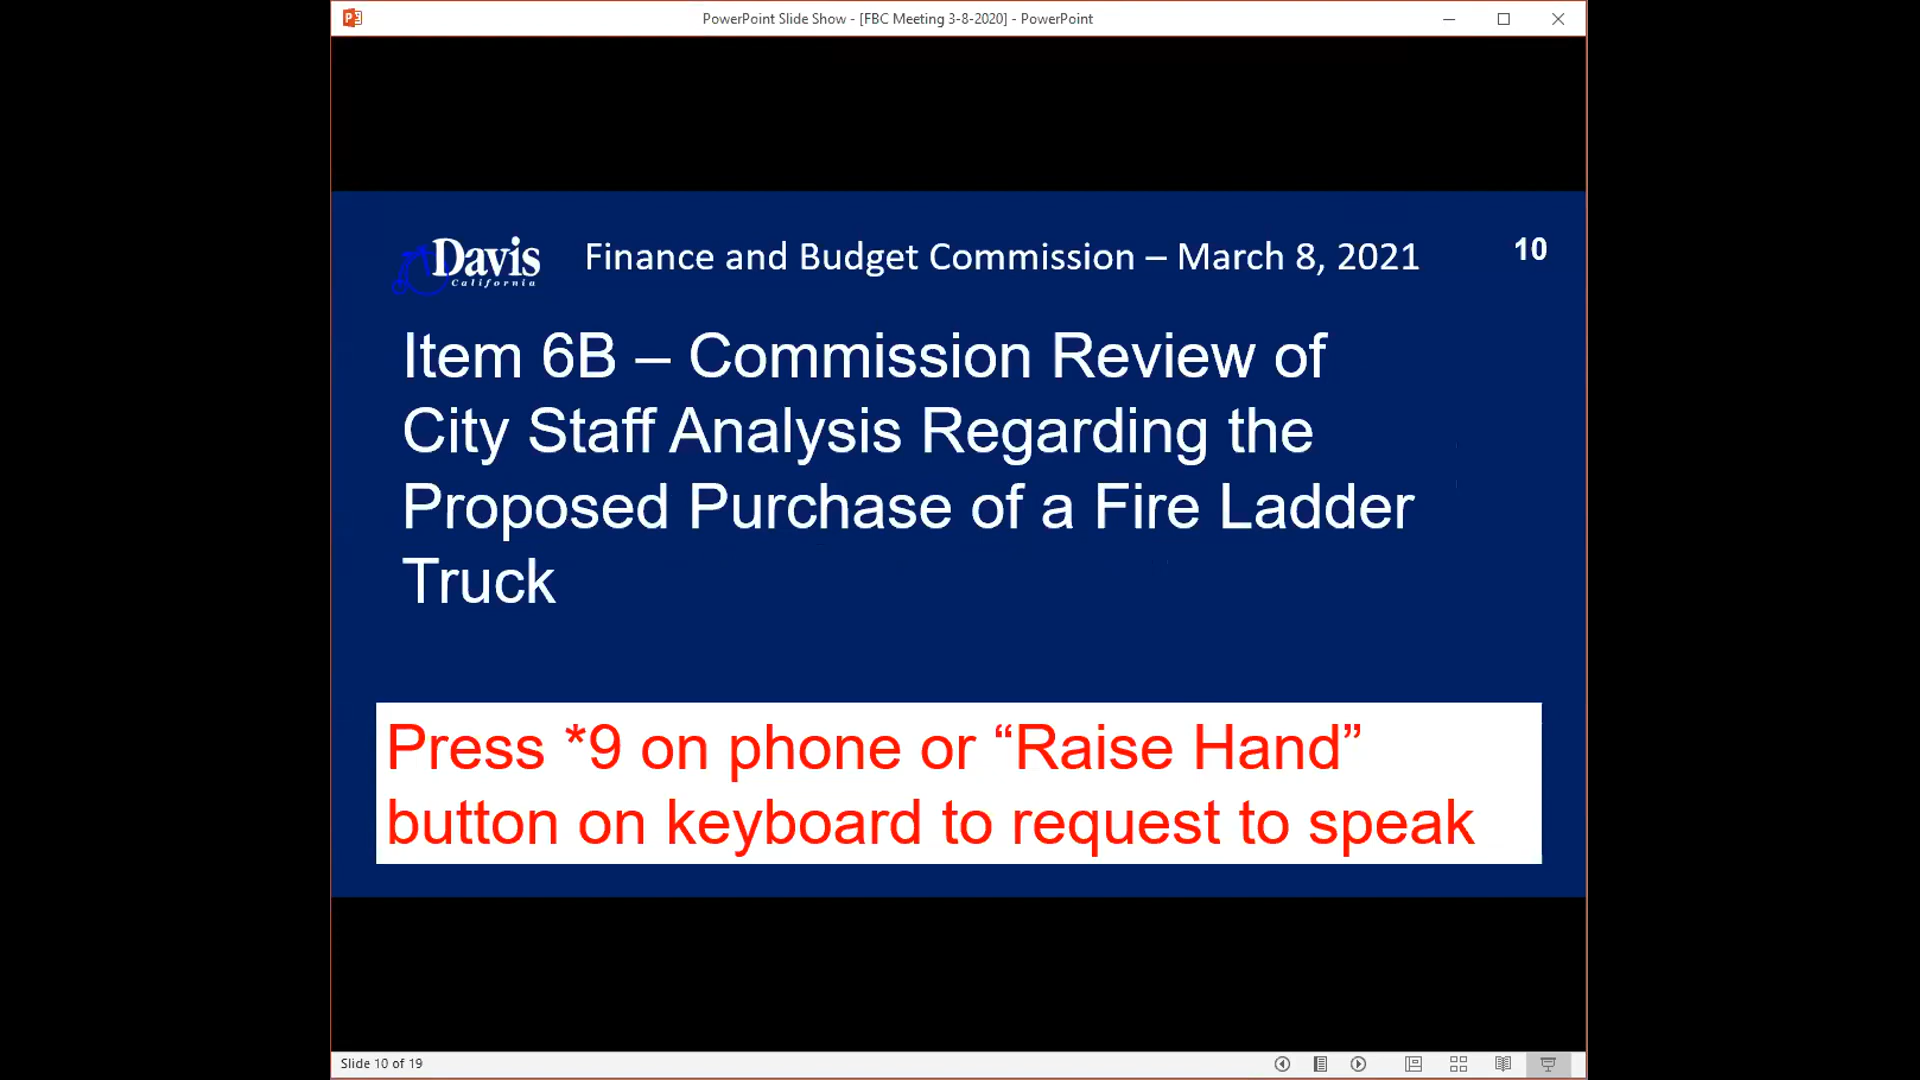 PowerPoint Slide Show - [FBC Meeting 3-8-2020] - PowerPoint
Davis
California
Finance and Budget Commission – March 8, 2021
10
Item 6B – Commission Review of
City Staff Analysis Regarding the
Proposed Purchase of a Fire Ladder
Truck
Press *9 on phone or “Raise Hand”
button on keyboard to request to speak
Slide 10 of 19